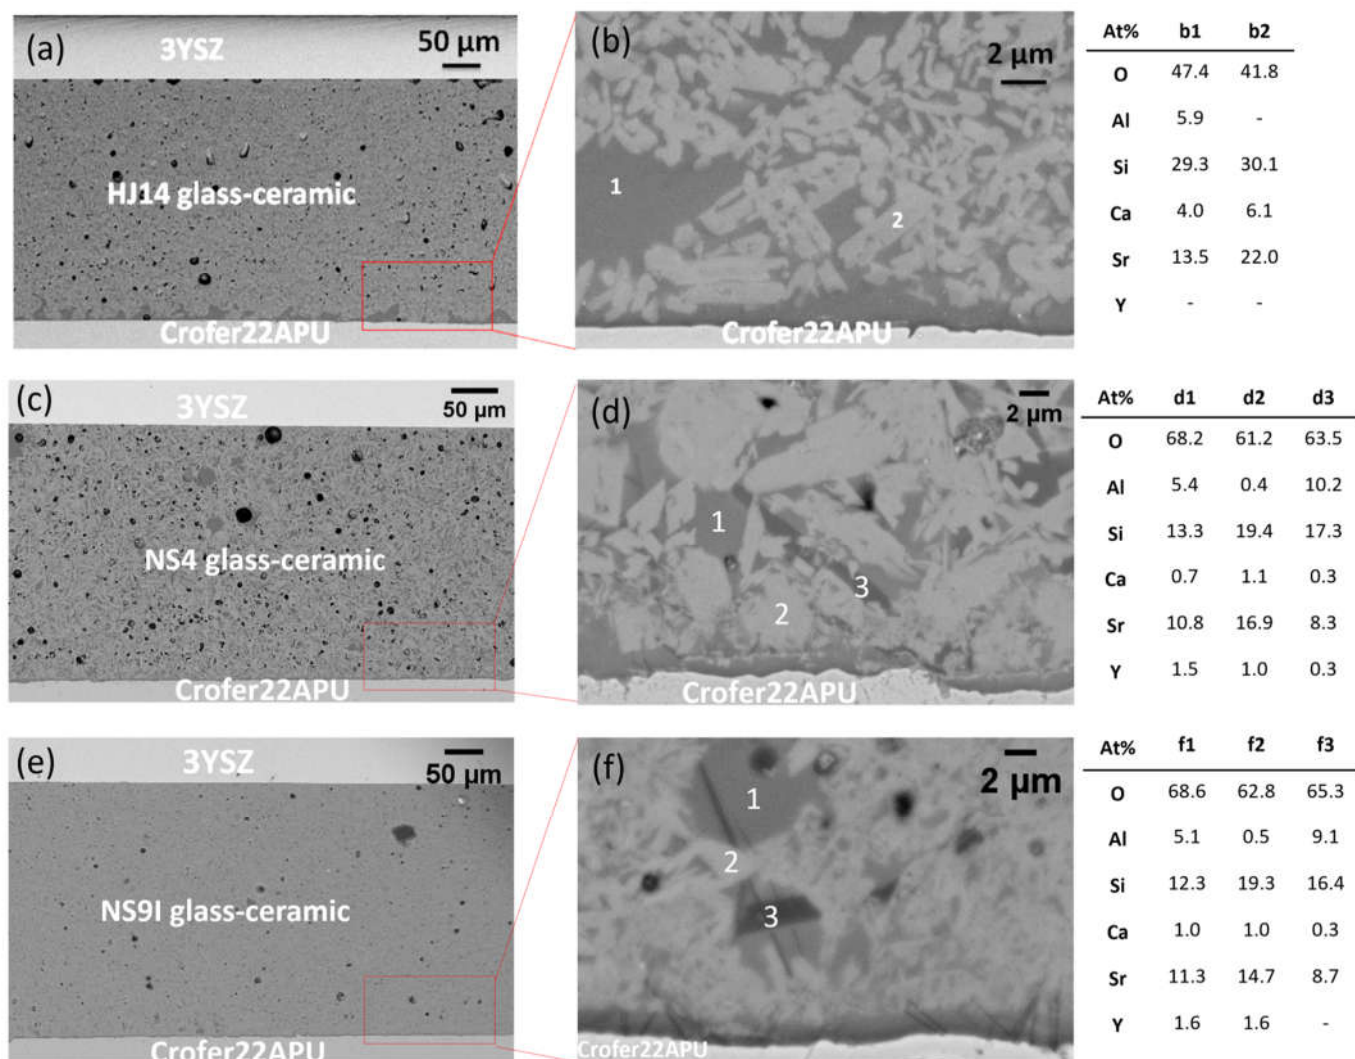 (a)
3YSZ
50 µm
HJ14 glass-ceramic
Crofer22APU
(b)
2 µm
1
2
Crofer22APU
At% b1 b2
O 47.4 41.8
Al 5.9 -
Si 29.3 30.1
Ca 4.0 6.1
Sr 13.5 22.0
Y - -
(c)
3YSZ
50 µm
NS4 glass-ceramic
Crofer22APU
(d)
2 µm
1
2
3
Crofer22APU
At% d1 d2 d3
O 68.2 61.2 63.5
Al 5.4 0.4 10.2
Si 13.3 19.4 17.3
Ca 0.7 1.1 0.3
Sr 10.8 16.9 8.3
Y 1.5 1.0 0.3
(e)
3YSZ
50 µm
NS9I glass-ceramic
Crofer22APU
(f)
2 µm
1
2
3
Crofer22APU
At% f1 f2 f3
O 68.6 62.8 65.3
Al 5.1 0.5 9.1
Si 12.3 19.3 16.4
Ca 1.0 1.0 0.3
Sr 11.3 14.7 8.7
Y 1.6 1.6 -